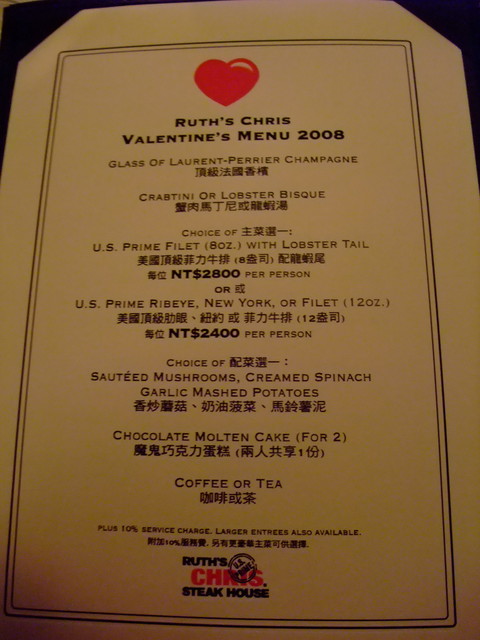 RUTH'S CHRIS
VALENTINE'S MENU 2008
GLASS OF LAURENT-PERRIER CHAMPAGNE
頂級法國香檳
CRABTINI OR LOBSTER BISQUE
蟹肉馬丁尼或龍蝦湯
CHOICE OF 主菜選一:
U.S. PRIME FILET (8OZ.) WITH LOBSTER TAIL
美國頂級菲力牛排 (8盎司) 配龍蝦尾
每位 NT$2800 PER PERSON
OR 或
U.S. PRIME RIBEYE, NEW YORK, OR FILET (12OZ.)
美國頂級肋眼、紐約 或 菲力牛排 (12盎司)
每位 NT$2400 PER PERSON
CHOICE OF 配菜選一:
SAUTÉED MUSHROOMS, CREAMED SPINACH
GARLIC MASHED POTATOES
香炒蘑菇、奶油菠菜、馬鈴薯泥
CHOCOLATE MOLTEN CAKE (FOR 2)
魔鬼巧克力蛋糕 (兩人共享1份)
COFFEE OR TEA
咖啡或茶
PLUS 10% SERVICE CHARGE. LARGER ENTREES ALSO AVAILABLE.
附加10%服務費. 另有更豪華主菜可供選擇.
RUTH'S
CHRIS.
STEAK HOUSE